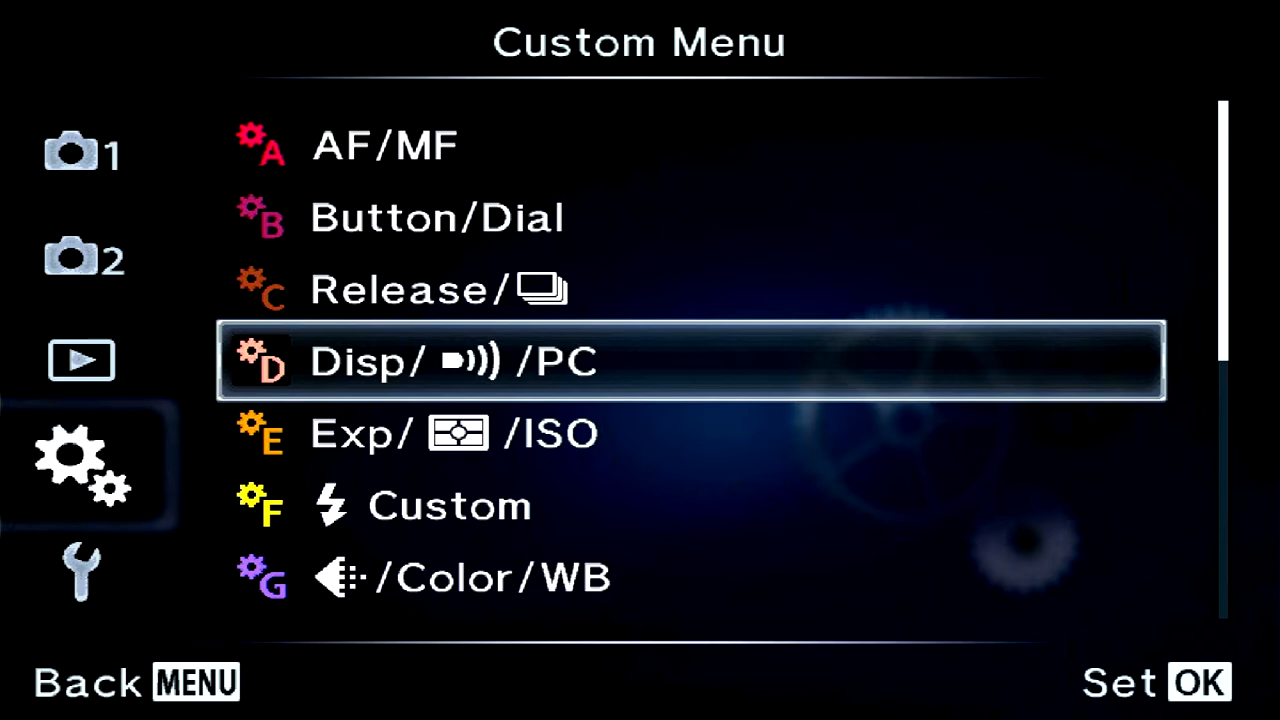 Custom Menu
1
2
A AF/MF
B Button/Dial
C Release/
D Disp/ /PC
E Exp/ /ISO
F Custom
G /Color/WB
Back MENU Set OK